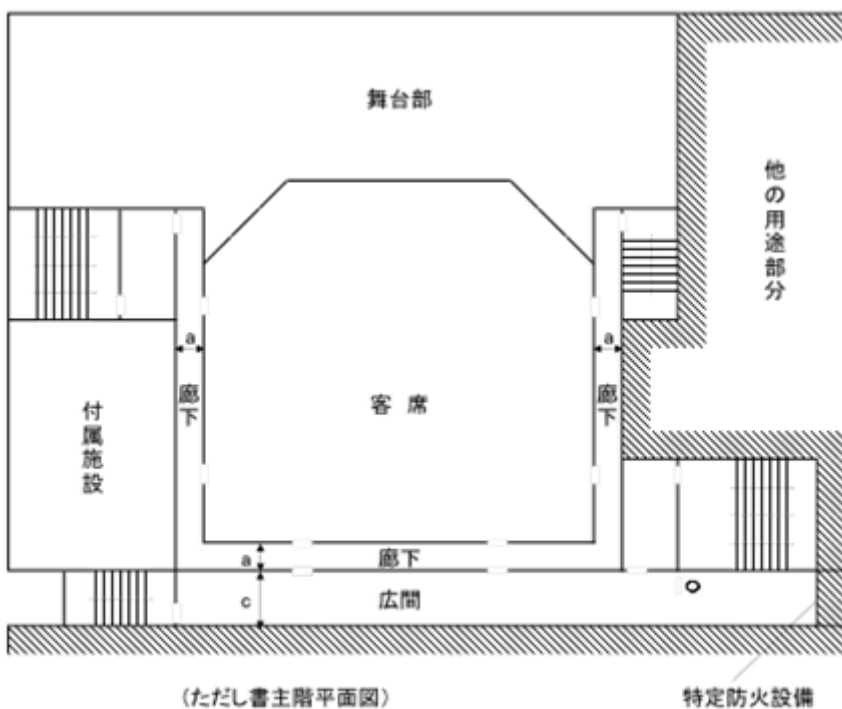 舞台部
他の用途部分
a
a
廊下
廊下
客席
付属施設
a
廊下
c
広間
(ただし書主階平面図)
特定防火設備